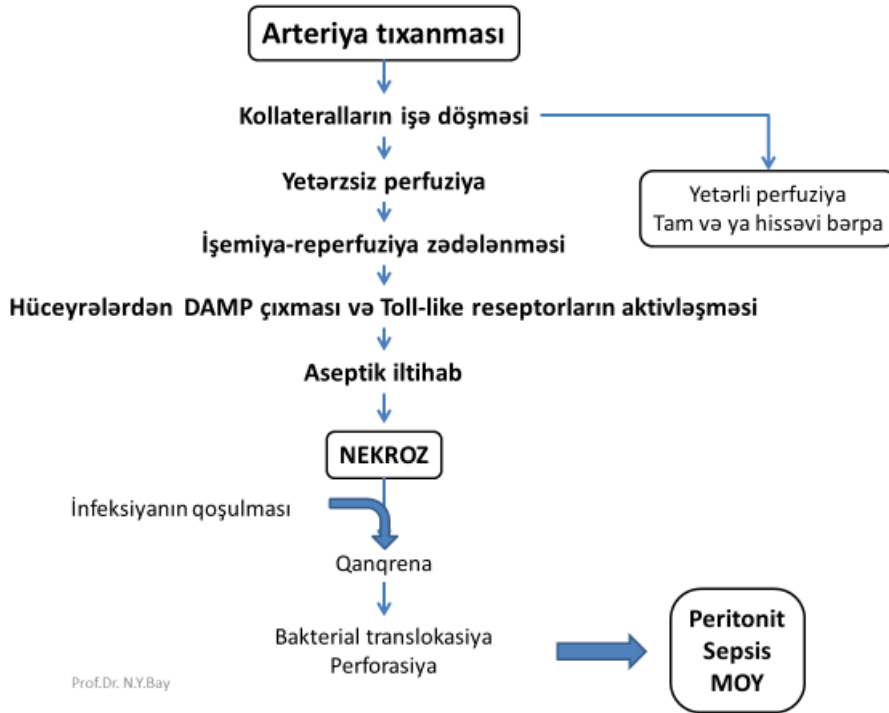 Arteriya tıxanması
Kollateralların işə döşməsi
Yetərzsiz perfuziya
Yetərli perfuziya
Tam və ya hissəvi bərpa
İşemiya-reperfuziya zədələnməsi
Hüceyrələrdən DAMP çıxması və Toll-like reseptorların aktivləşməsi
Aseptik iltihab
NEKROZ
İnfeksiyanın qoşulması
Qanqrena
Bakterial translokasiya
Perforasiya
Peritonit
Sepsis
MOY
Prof.Dr. N.Y.Bay